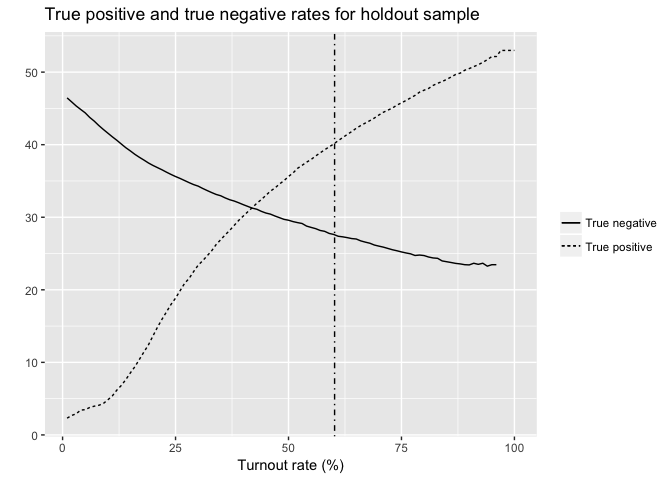 True positive and true negative rates for holdout sample
50
40
30
20
10
0
0 25 50 75 100
Turnout rate (%)
True negative
True positive